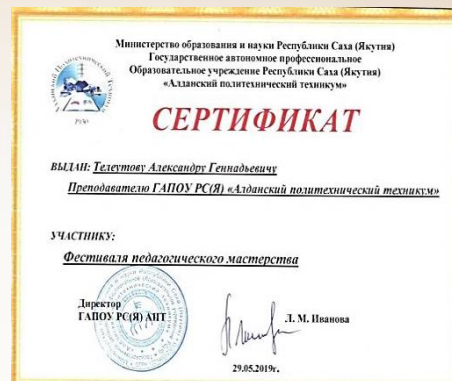 Министерство образования и науки Республики Саха (Якутия)
Государственное автономное профессиональное
Образовательное учреждение Республики Саха (Якутия)
«Алданский политехнический техникум»
СЕРТИФИКАТ
ВЫДАН: Телеутову Александру Геннадьевичу
Преподавателю ГАПОУ РС(Я) «Алданский политехнический техникум»
УЧАСТНИКУ:
Фестиваля педагогического мастерства
Директор
ГАПОУ РС(Я) АПТ
Л. М. Иванова
29.05.2019г.